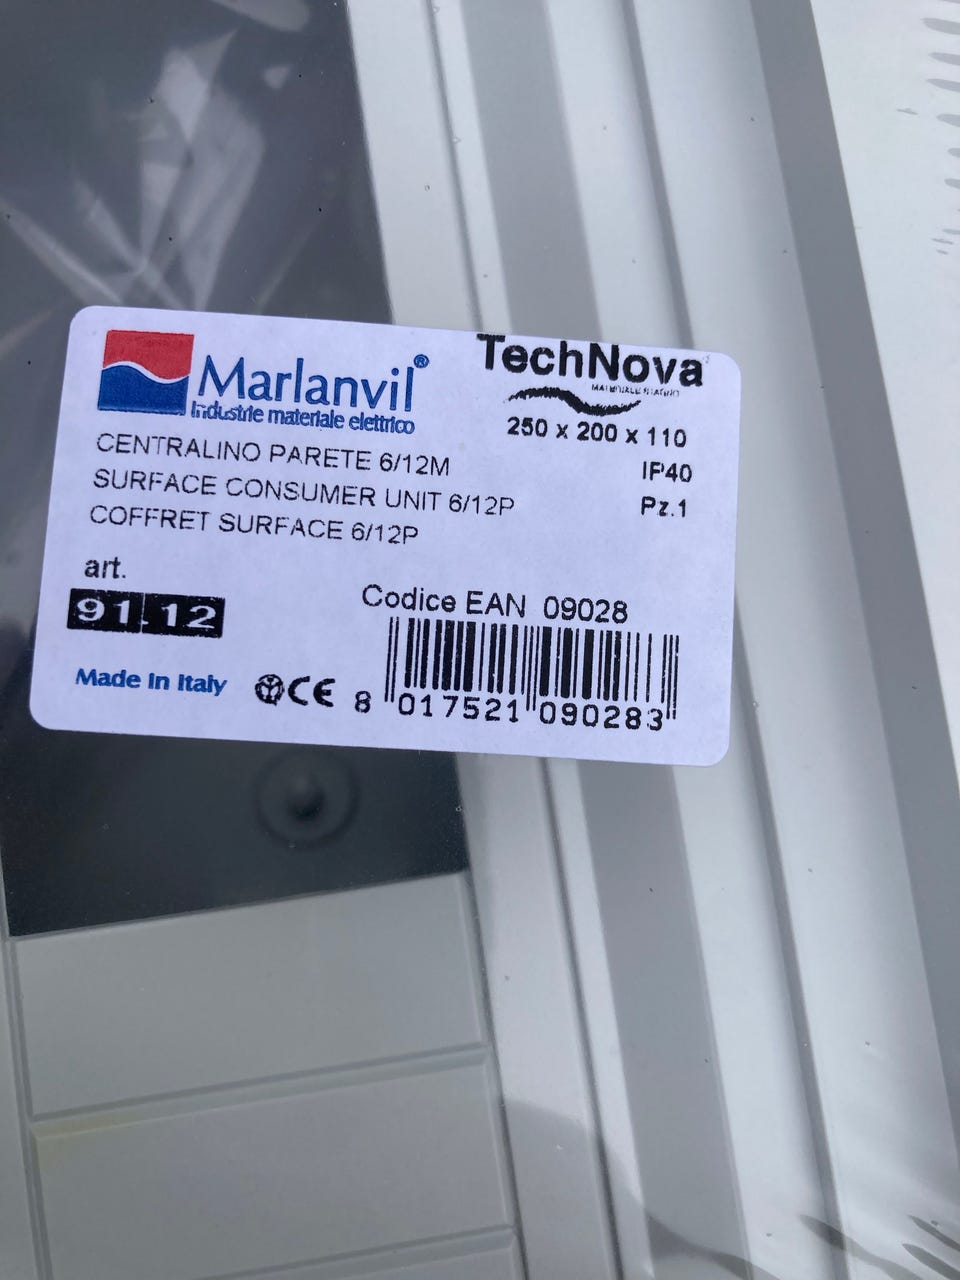 Marlanvil®
Industrie materiale elettrico
TechNova
250 x 200 x 110
CENTRALINO PARETE 6/12M
IP40
SURFACE CONSUMER UNIT 6/12P
Pz.1
COFFRET SURFACE 6/12P
art.
91.12
Codice EAN 09028
Made in Italy
CE
8 017521 090283